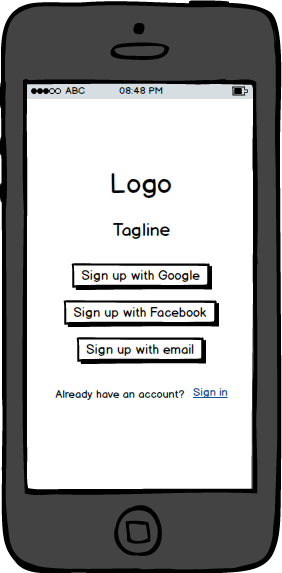 ABC 08:48 PM
Logo
Tagline
Sign up with Google
Sign up with Facebook
Sign up with email
Already have an account? Sign in